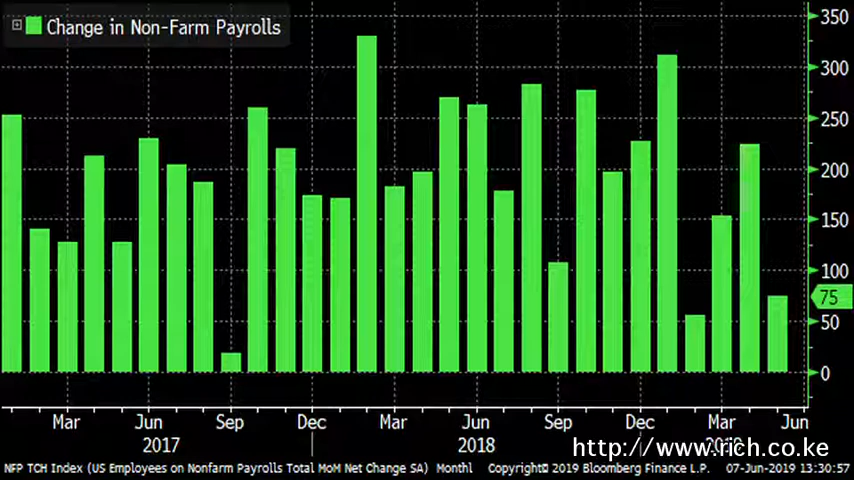 Change in Non-Farm Payrolls
350
300
250
200
150
100
75
50
0
Mar Jun Sep Dec Mar Jun Sep Dec Mar Jun
2017 2018
http://www.rich.co.ke
NFP TCH Index (US Employees on Nonfarm Payrolls Total MoM Net Change SA) Monthl Copyright© 2019 Bloomberg Finance L.P. 07-Jun-2019 13:30:57